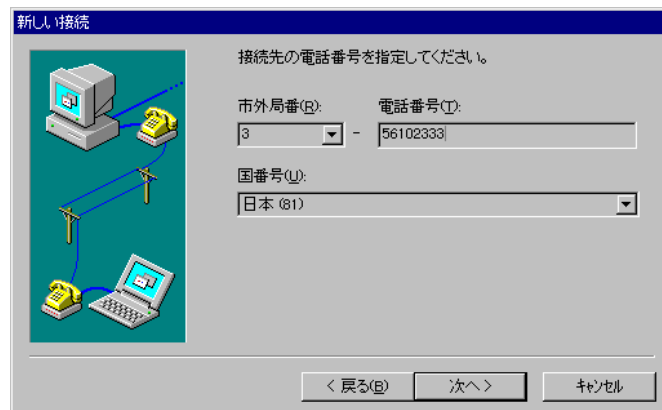 新しい接続
接続先の電話番号を指定してください。
市外局番(R): 電話番号(T):
3 - 56102333
国番号(U):
日本 (81)
< 戻る(B) 次へ > キャンセル